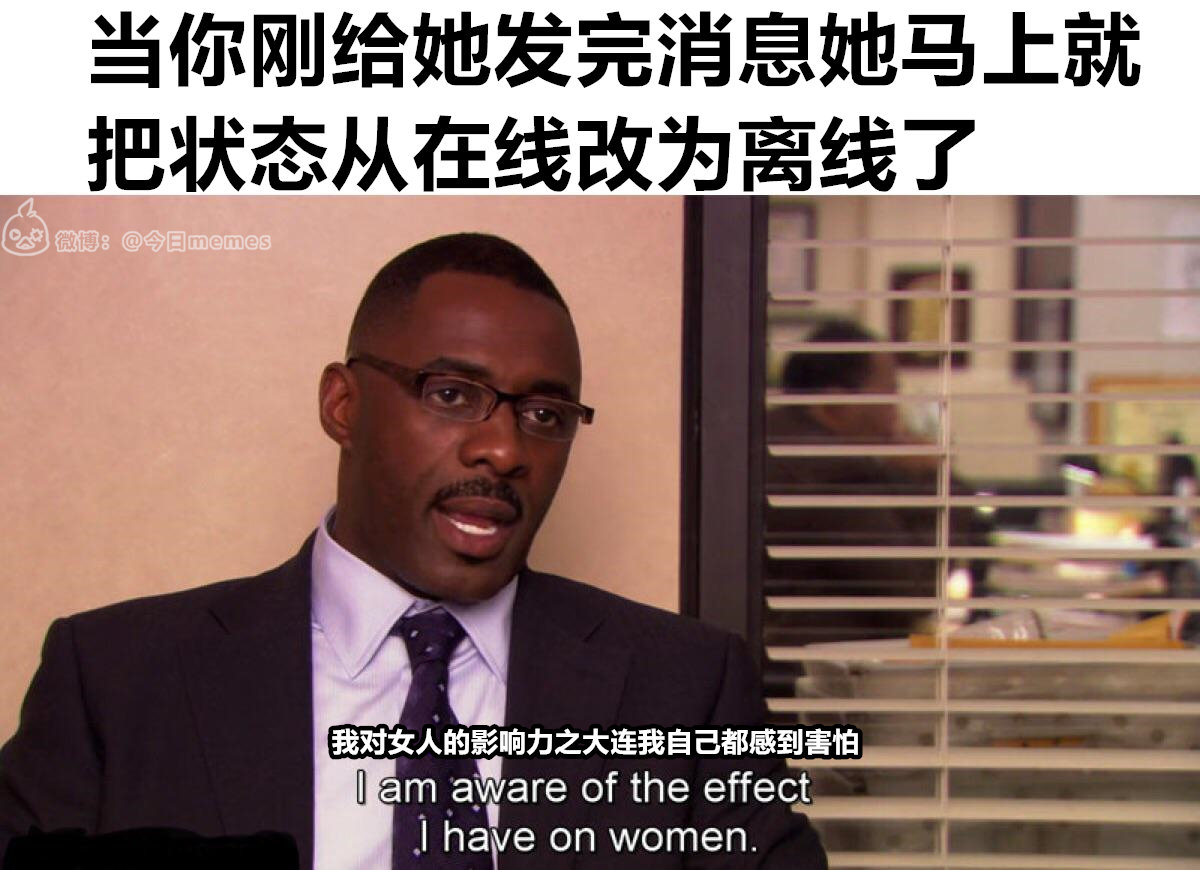 当你刚给她发完消息她马上就
把状态从在线改为离线了
微博：@今日memes
我对女人的影响力之大连我自己都感到害怕
I am aware of the effect
I have on women.